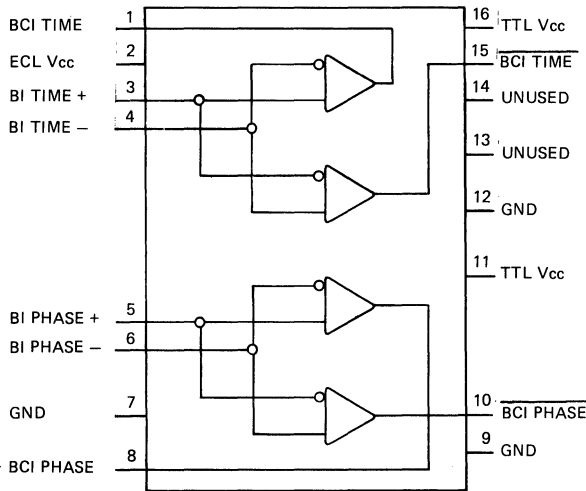 BCI TIME 1
ECL Vcc 2
BI TIME + 3
BI TIME − 4
BI PHASE + 5
BI PHASE − 6
GND 7
BCI PHASE 8
16 TTL Vcc
15 BCI TIME
14 UNUSED
13 UNUSED
12 GND
11 TTL Vcc
10 BCI PHASE
9 GND